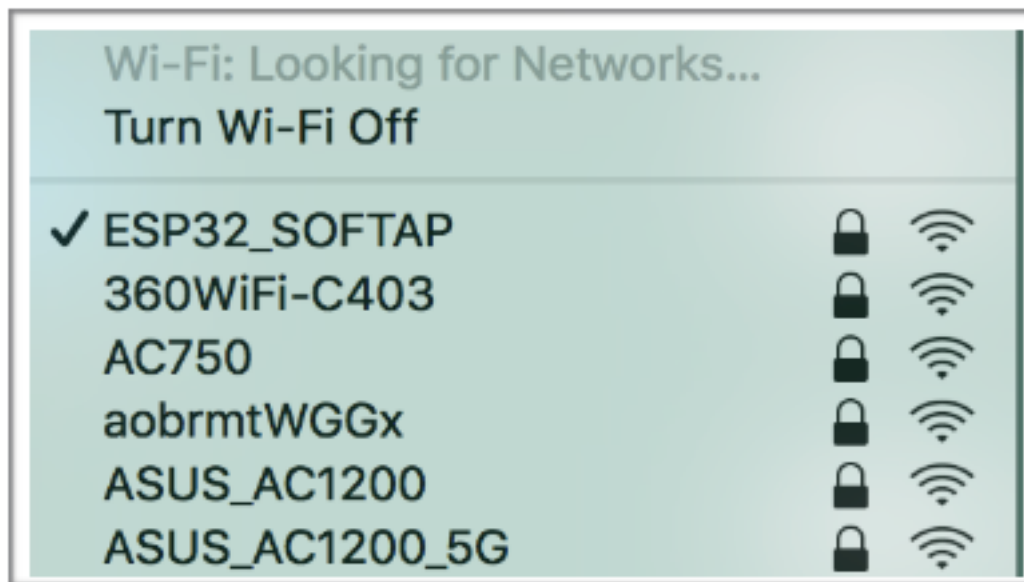 Wi-Fi: Looking for Networks...
Turn Wi-Fi Off
ESP32_SOFTAP
360WiFi-C403
AC750
aobrmtWGGx
ASUS_AC1200
ASUS_AC1200_5G